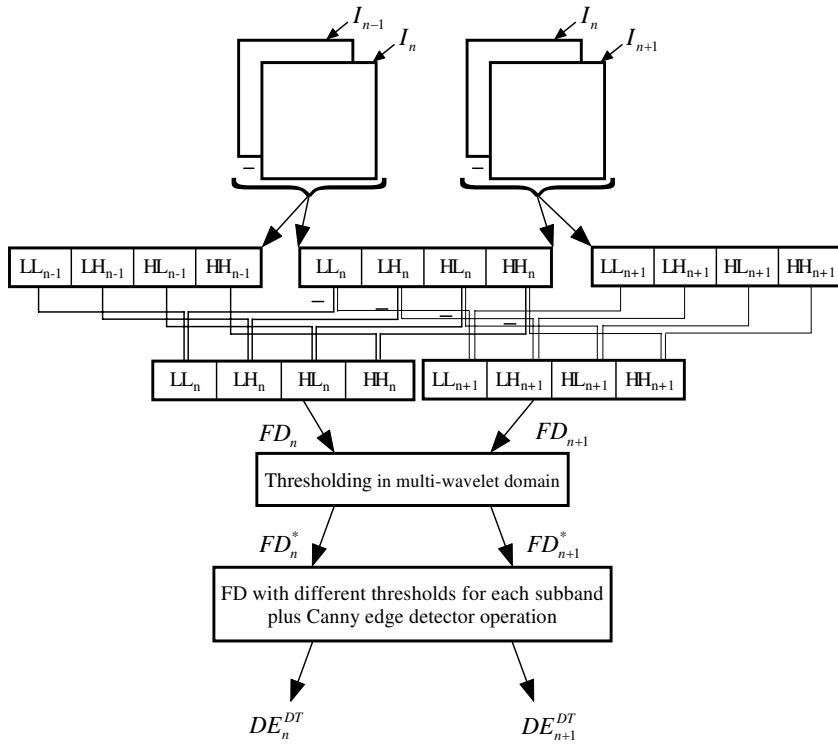 I_{n-1} I_n
I_n I_{n+1}
− −
LL_{n-1} LH_{n-1} HL_{n-1} HH_{n-1} LL_n LH_n HL_n HH_n LL_{n+1} LH_{n+1} HL_{n+1} HH_{n+1}
− − − −
LL_n LH_n HL_n HH_n LL_{n+1} LH_{n+1} HL_{n+1} HH_{n+1}
FD_n FD_{n+1}
Thresholding in multi-wavelet domain
FD_n^* FD_{n+1}^*
FD with different thresholds for each subband
plus Canny edge detector operation
DE_n^{DT} DE_{n+1}^{DT}